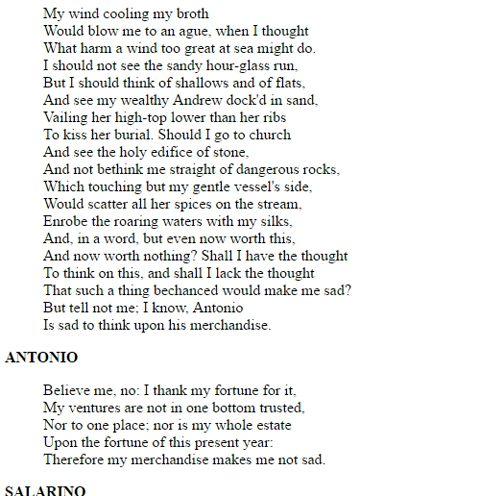 My wind cooling my broth
Would blow me to an ague, when I thought
What harm a wind too great at sea might do.
I should not see the sandy hour-glass run,
But I should think of shallows and of flats,
And see my wealthy Andrew dock'd in sand,
Vailing her high-top lower than her ribs
To kiss her burial. Should I go to church
And see the holy edifice of stone,
And not bethink me straight of dangerous rocks,
Which touching but my gentle vessel's side,
Would scatter all her spices on the stream,
Enrobe the roaring waters with my silks,
And, in a word, but even now worth this,
And now worth nothing? Shall I have the thought
To think on this, and shall I lack the thought
That such a thing bechanced would make me sad?
But tell not me; I know, Antonio
Is sad to think upon his merchandise.
ANTONIO
Believe me, no: I thank my fortune for it,
My ventures are not in one bottom trusted,
Nor to one place; nor is my whole estate
Upon the fortune of this present year:
Therefore my merchandise makes me not sad.
SALARINO